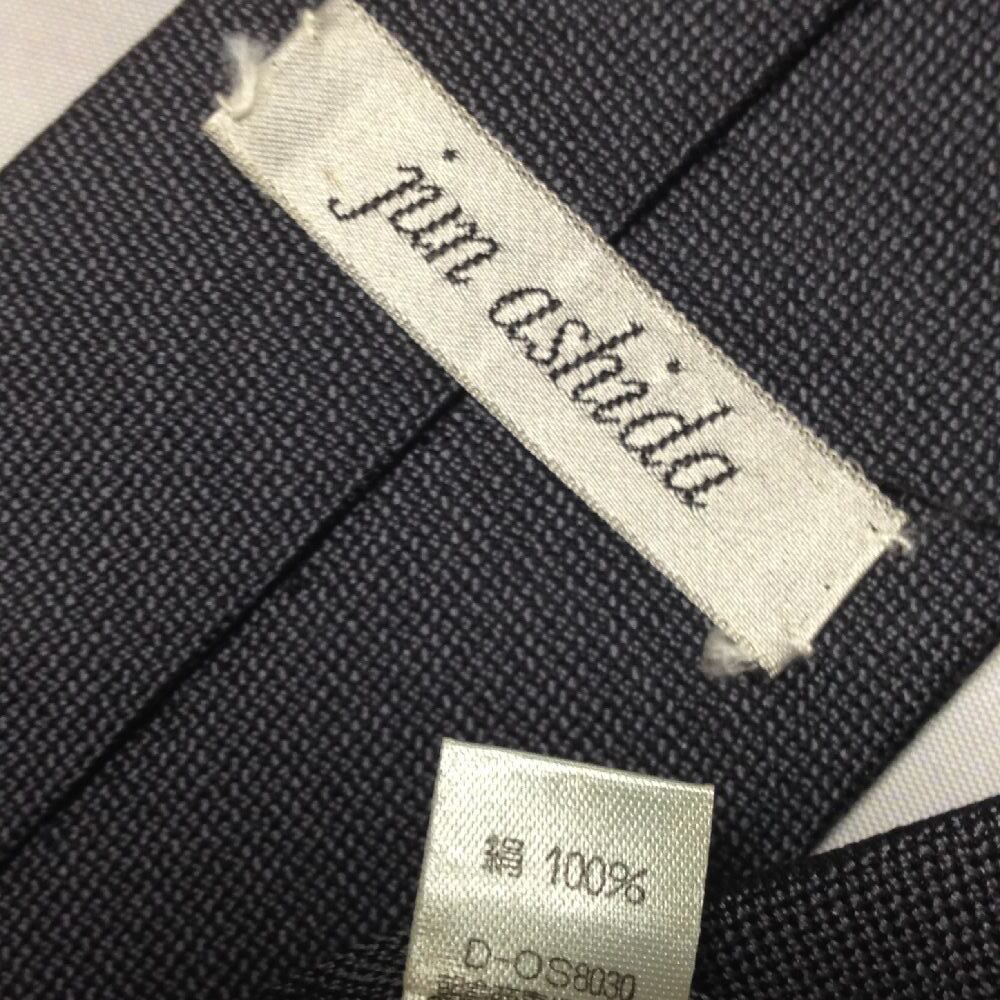 jun ashida
絹 100%
D-OS8030